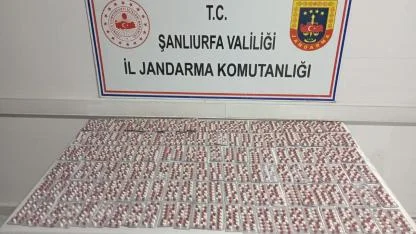 T.C.
ŞANLIURFA VALİLİĞİ
İL JANDARMA KOMUTANLIĞI
JANDARMA